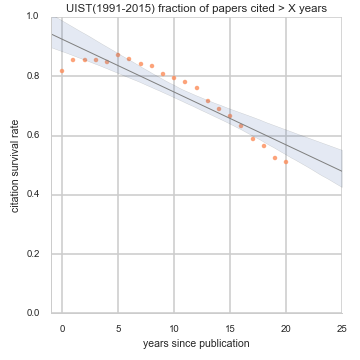 UIST(1991-2015) fraction of papers cited > X years
1.0
0.8
0.6
0.4
0.2
0.0
citation survival rate
0 5 10 15 20 25
years since publication